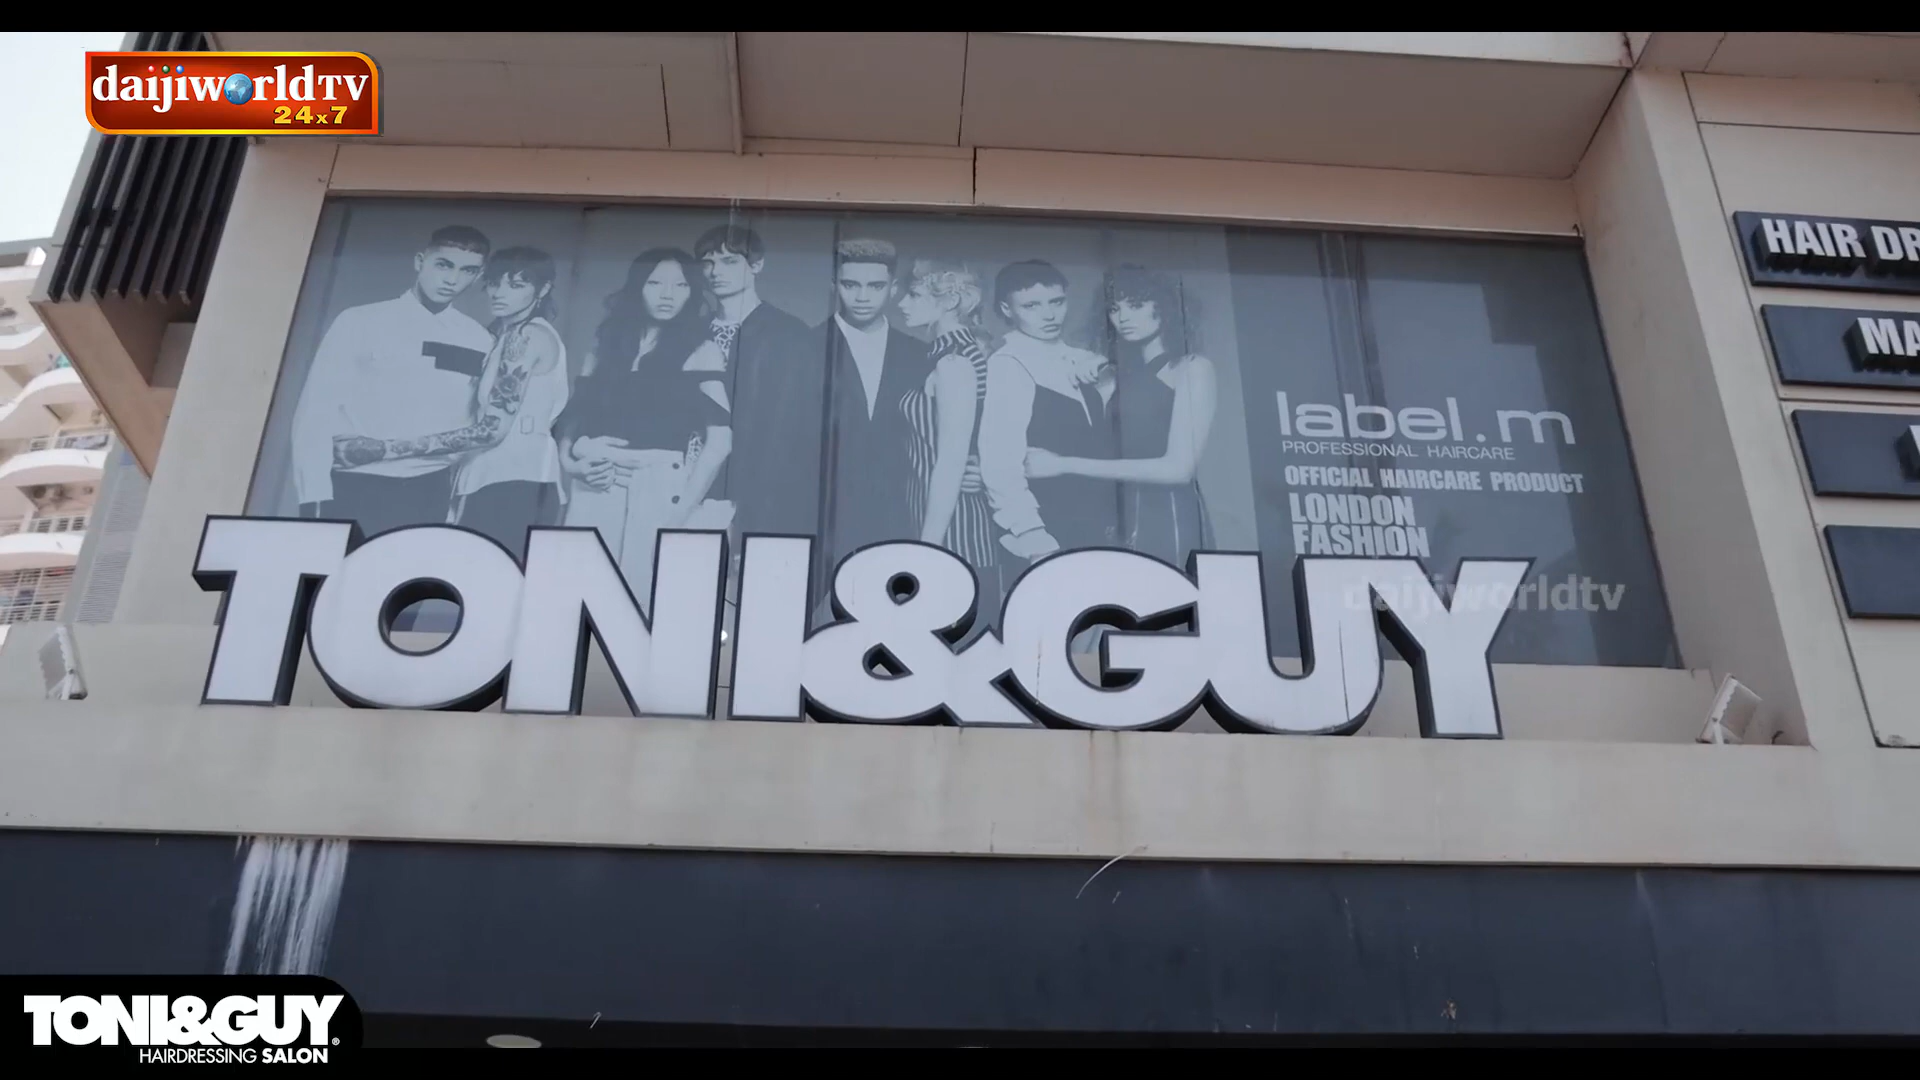 daijiworldTV
24x7
HAIR DR
MA
label.m
PROFESSIONAL HAIRCARE
OFFICIAL HAIRCARE PRODUCT
LONDON
FASHION
daijiworldtv
TONI&GUY
TONI&GUY®
HAIRDRESSING SALON